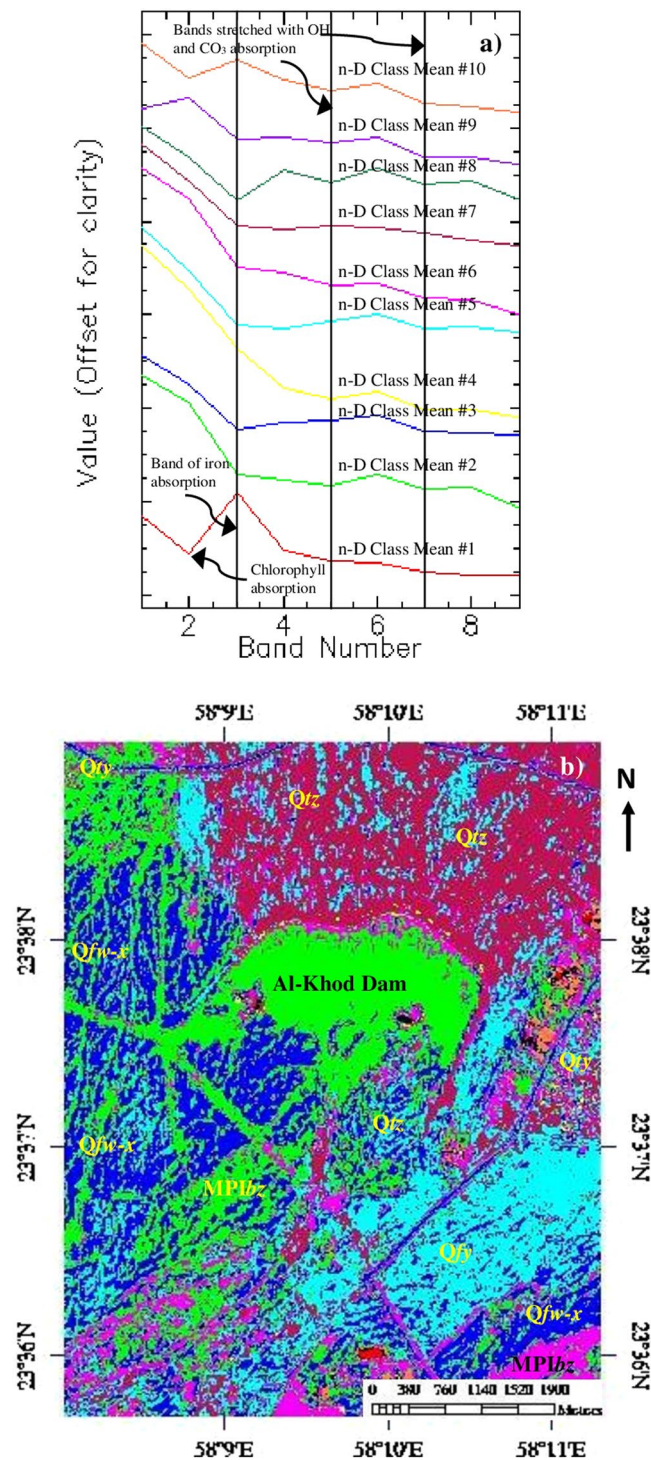 Bands stretched with OH
and CO₃ absorption
a)
n-D Class Mean #10
n-D Class Mean #9
n-D Class Mean #8
n-D Class Mean #7
n-D Class Mean #6
n-D Class Mean #5
n-D Class Mean #4
n-D Class Mean #3
n-D Class Mean #2
n-D Class Mean #1
Band of iron
absorption
Chlorophyll
absorption
Value (Offset for clarity)
2 4 6 8
Band Number
58°9'E 58°10'E 58°11'E
b)
N
Qty
Qtz
Qtz
23°38'N 23°38'N
Qfw-x
Al-Khod Dam
Qty
Qtz
23°37'N 23°37'N
Qfw-x
MPIbz
Qfy
Qfw-x
23°36'N 23°36'N
MPIbz
0 380 760 1140 1520 1900
Meters
58°9'E 58°10'E 58°11'E